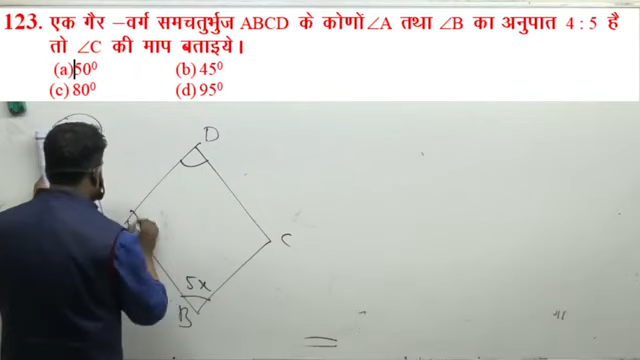 123. एक गैर –वर्ग समचतुर्भुज ABCD के कोणों ∠A तथा ∠B का अनुपात 4 : 5 है
तो ∠C की माप बताइये।
(a) 50⁰ (b) 45⁰
(c) 80⁰ (d) 95⁰
D
C
5x
B